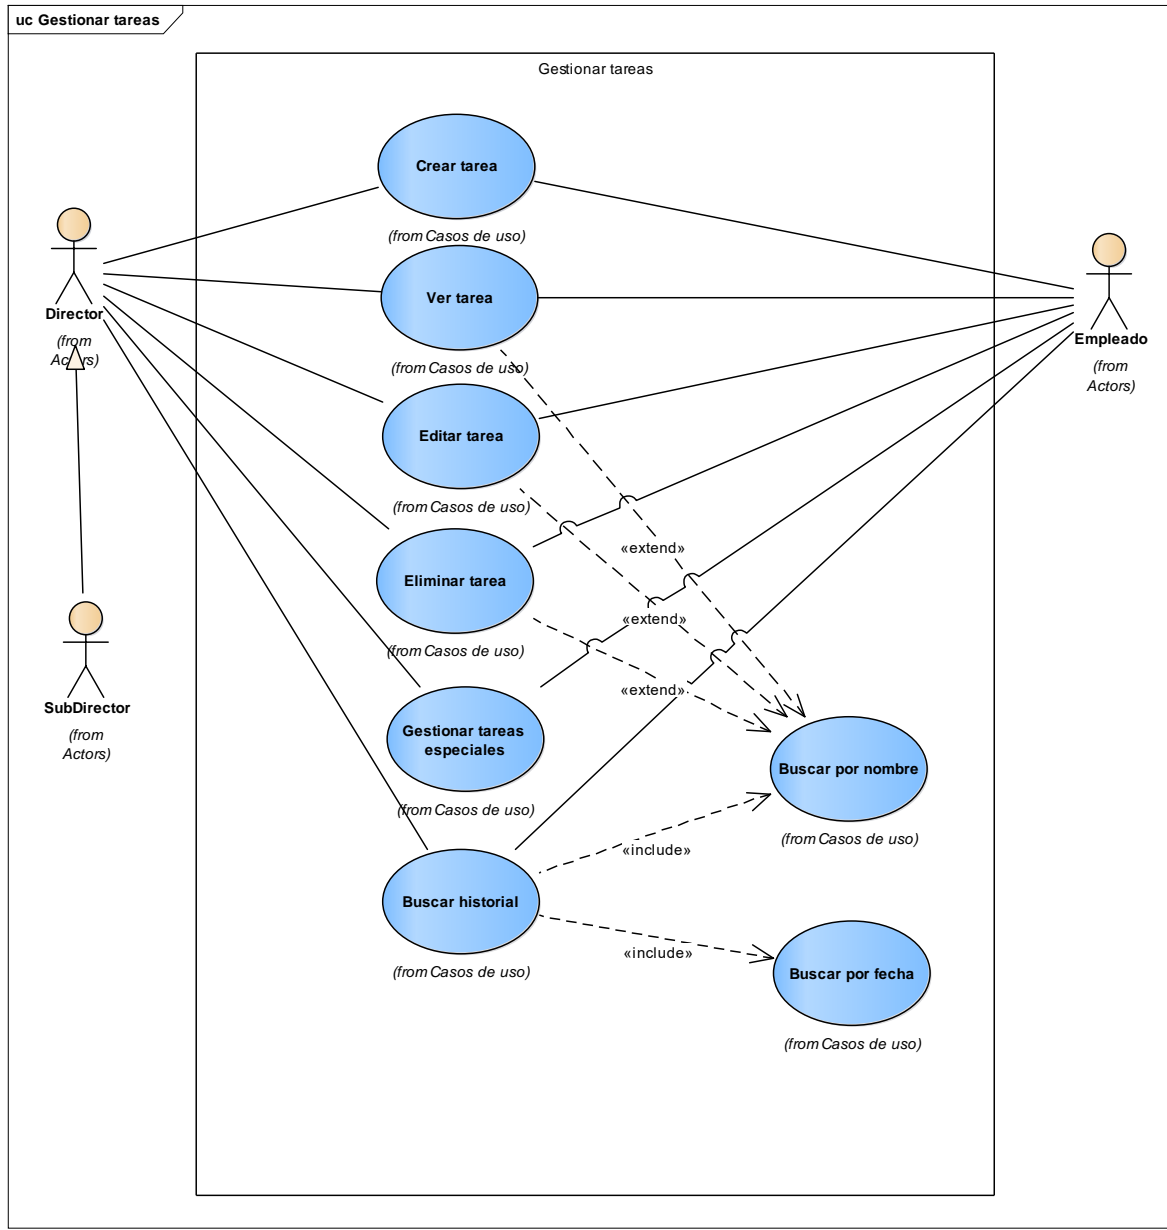 uc Gestionar tareas
Gestionar tareas
Crear tarea
(from Casos de uso)
Director
(from
Actors)
Ver tarea
(from Casos de uso)
Empleado
(from
Actors)
Editar tarea
(from Casos de uso)
«extend»
Eliminar tarea
(from Casos de uso)
«extend»
SubDirector
(from
Actors)
«extend»
Gestionar tareas
especiales
(from Casos de uso)
Buscar por nombre
(from Casos de uso)
«include»
Buscar historial
(from Casos de uso)
«include»
Buscar por fecha
(from Casos de uso)